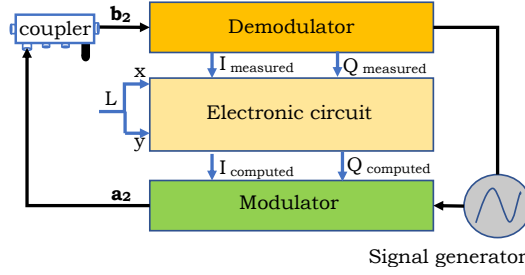 coupler
b2
Demodulator
I measured
Q measured
x
L
Electronic circuit
y
I computed
Q computed
a2
Modulator
Signal generator